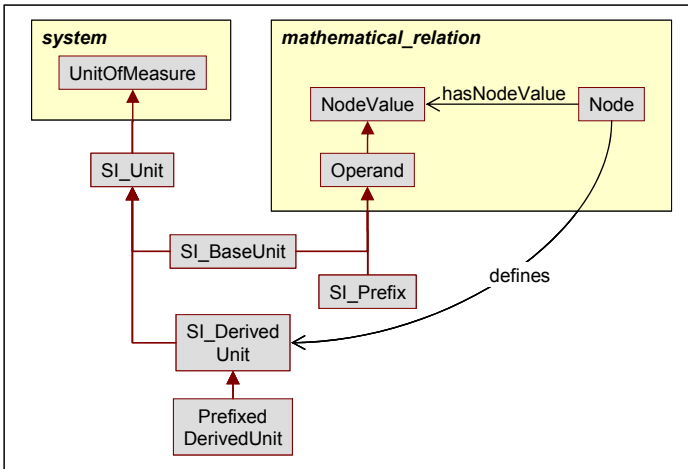 system
mathematical_relation
UnitOfMeasure
NodeValue
hasNodeValue
Node
SI_Unit
Operand
SI_BaseUnit
SI_Prefix
defines
SI_Derived
Unit
Prefixed
DerivedUnit